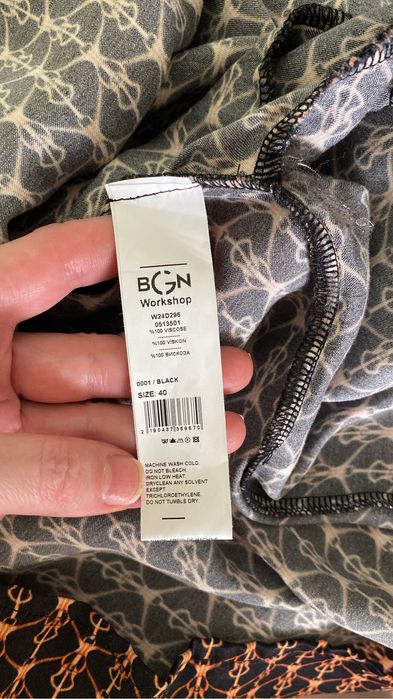 BGN
Workshop
W24D296
0513501
%100 VISCOSE
%100 VİSKON
%100 ВИСКОЗА
0001 / BLACK
SIZE: 40
MACHINE WASH COLD.
DO NOT BLEACH.
IRON LOW HEAT.
DRYCLEAN ANY SOLVENT
EXCEPT
TRICHLOROETHYLENE.
DO NOT TUMBLE DRY.